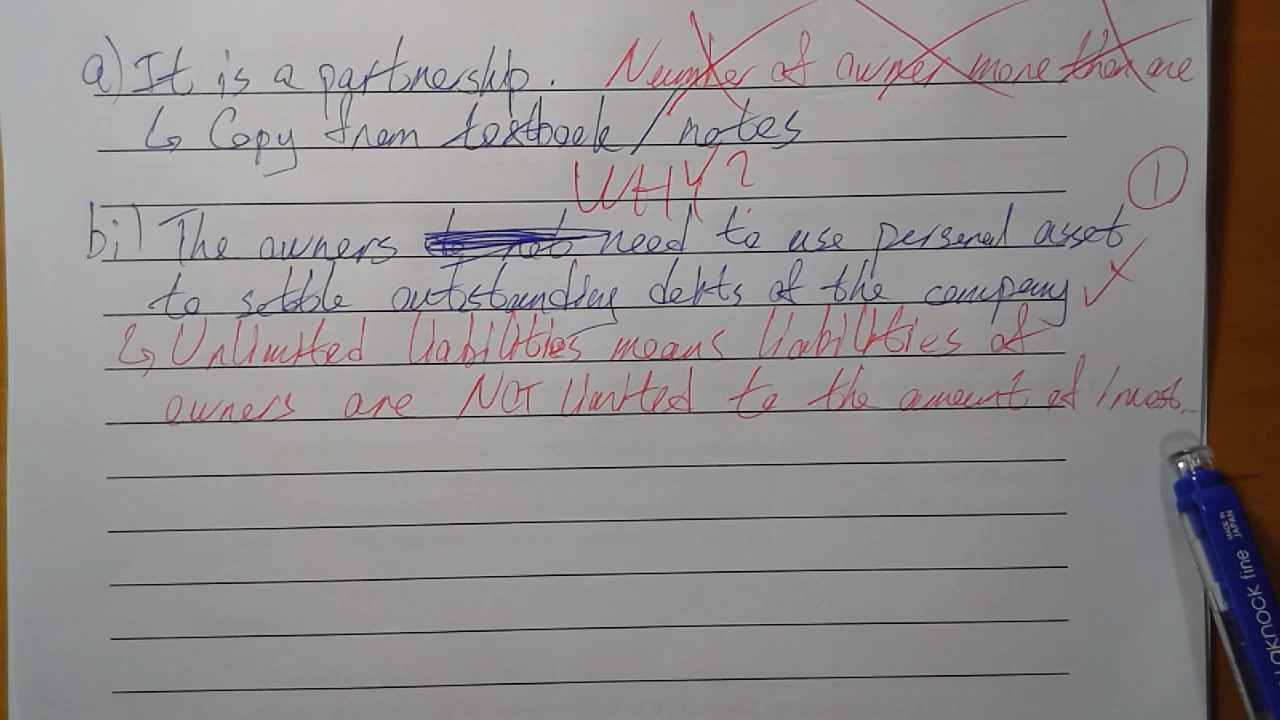 a) It is a partnership. Number of owner more than are
↳ Copy from textbook / notes
WHY?
1
bi) The owners need to use personal asset
to settle outstanding debts of the company ✓
↳ Unlimited liabilities means liabilities of
owners are NOT limited to the amount of invest.
MADE IN JAPAN
knock fine